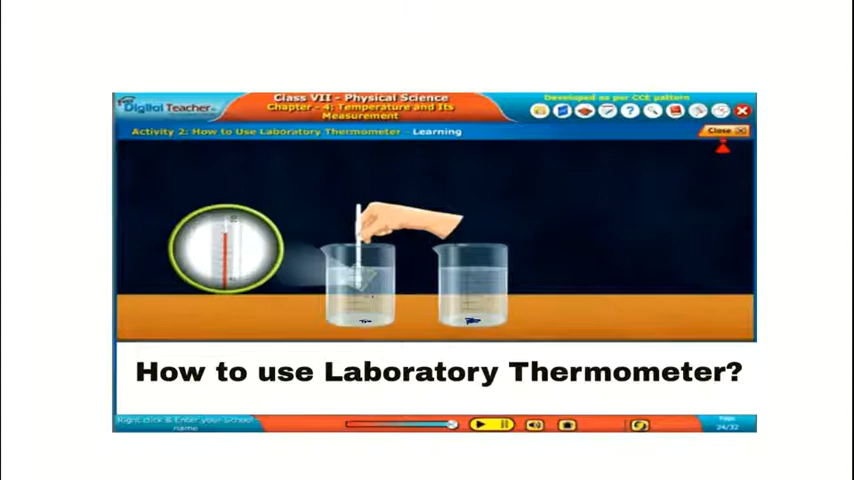 Digital Teacher
Class VII - Physical Science
Chapter - 4: Temperature and Its
Measurement
Developed as per CCE pattern
Activity 2: How to Use Laboratory Thermometer - Learning
Close
How to use Laboratory Thermometer?
Right click & Enter your School
name
24/32